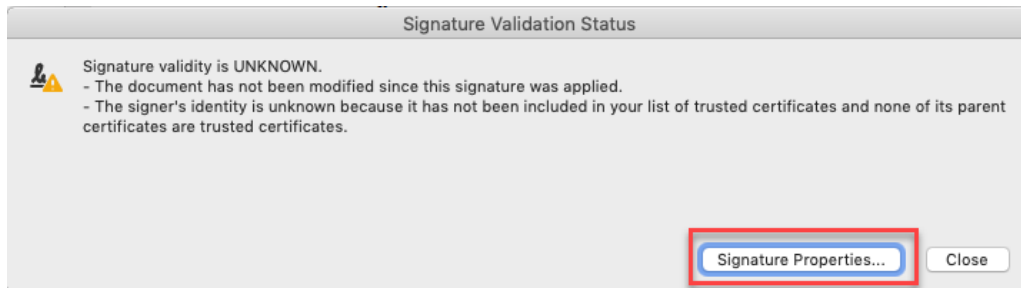 Signature Validation Status
Signature validity is UNKNOWN.
- The document has not been modified since this signature was applied.
- The signer's identity is unknown because it has not been included in your list of trusted certificates and none of its parent
certificates are trusted certificates.
Signature Properties...
Close